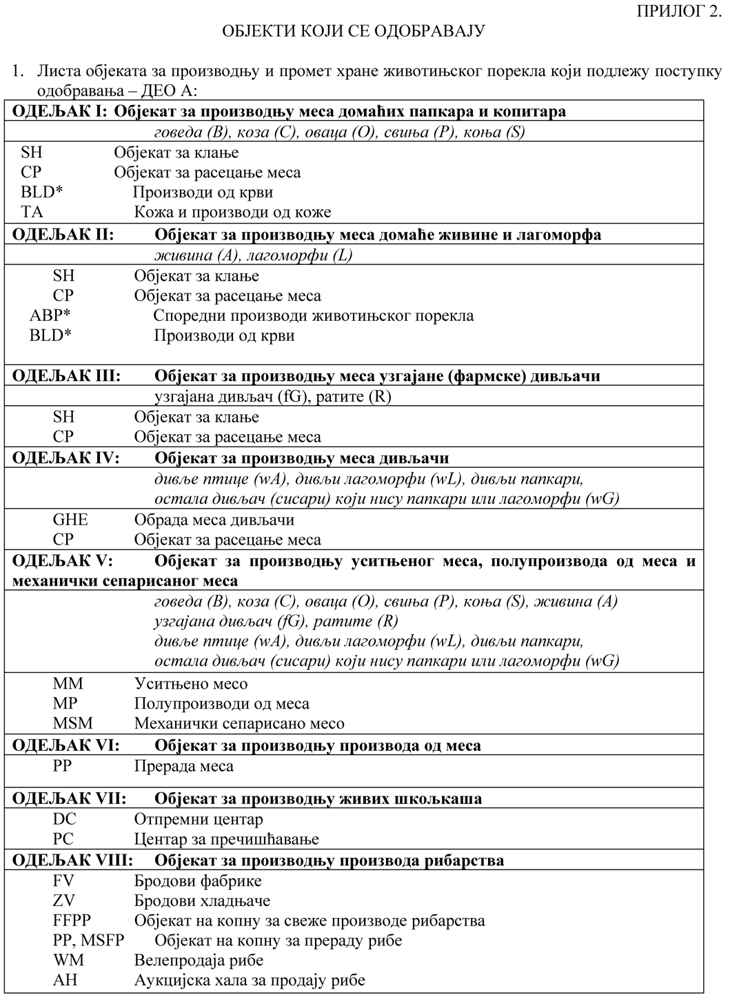 ПРИЛОГ 2.
ОБЈЕКТИ КОЈИ СЕ ОДОБРАВАЈУ
1. Листа објеката за производњу и промет хране животињског порекла који подлежу поступку
одобравања – ДЕО А:
ОДЕЉАК I: Објекат за производњу меса домаћих папкара и копитара
говеда (B), коза (C), оваца (O), свиња (P), коња (S)
SH Објекат за клање
CP Објекат за расецање меса
BLD* Производи од крви
TA Кожа и производи од коже
ОДЕЉАК II: Објекат за производњу меса домаће живине и лагоморфа
живина (A), лагоморфи (L)
SH Објекат за клање
CP Објекат за расецање меса
ABP* Споредни производи животињског порекла
BLD* Производи од крви
ОДЕЉАК III: Објекат за производњу меса узгајане (фармске) дивљачи
узгајана дивљач (fG), ратите (R)
SH Објекат за клање
CP Објекат за расецање меса
ОДЕЉАК IV: Објекат за производњу меса дивљачи
дивље птице (wA), дивљи лагоморфи (wL), дивљи папкари,
остала дивљач (сисари) који нису папкари или лагоморфи (wG)
GHE Обрада меса дивљачи
CP Објекат за расецање меса
ОДЕЉАК V: Објекат за производњу уситњеног меса, полупроизвода од меса и
механички сепарисаног меса
говеда (B), коза (C), оваца (O), свиња (P), коња (S), живина (A)
узгајана дивљач (fG), ратите (R)
дивље птице (wA), дивљи лагоморфи (wL), дивљи папкари,
остала дивљач (сисари) који нису папкари или лагоморфи (wG)
MM Уситњено месо
MP Полупроизводи од меса
MSM Механички сепарисано месо
ОДЕЉАК VI: Објекат за производњу производа од меса
PP Прерада меса
ОДЕЉАК VII: Објекат за производњу живих шкољкаша
DC Отпремни центар
PC Центар за пречишћавање
ОДЕЉАК VIII: Објекат за производњу производа рибарства
FV Бродови фабрике
ZV Бродови хладњаче
FFPP Објекат на копну за свеже производе рибарства
PP, MSFP Објекат на копну за прераду рибе
WM Велепродаја рибе
AH Аукцијска хала за продају рибе